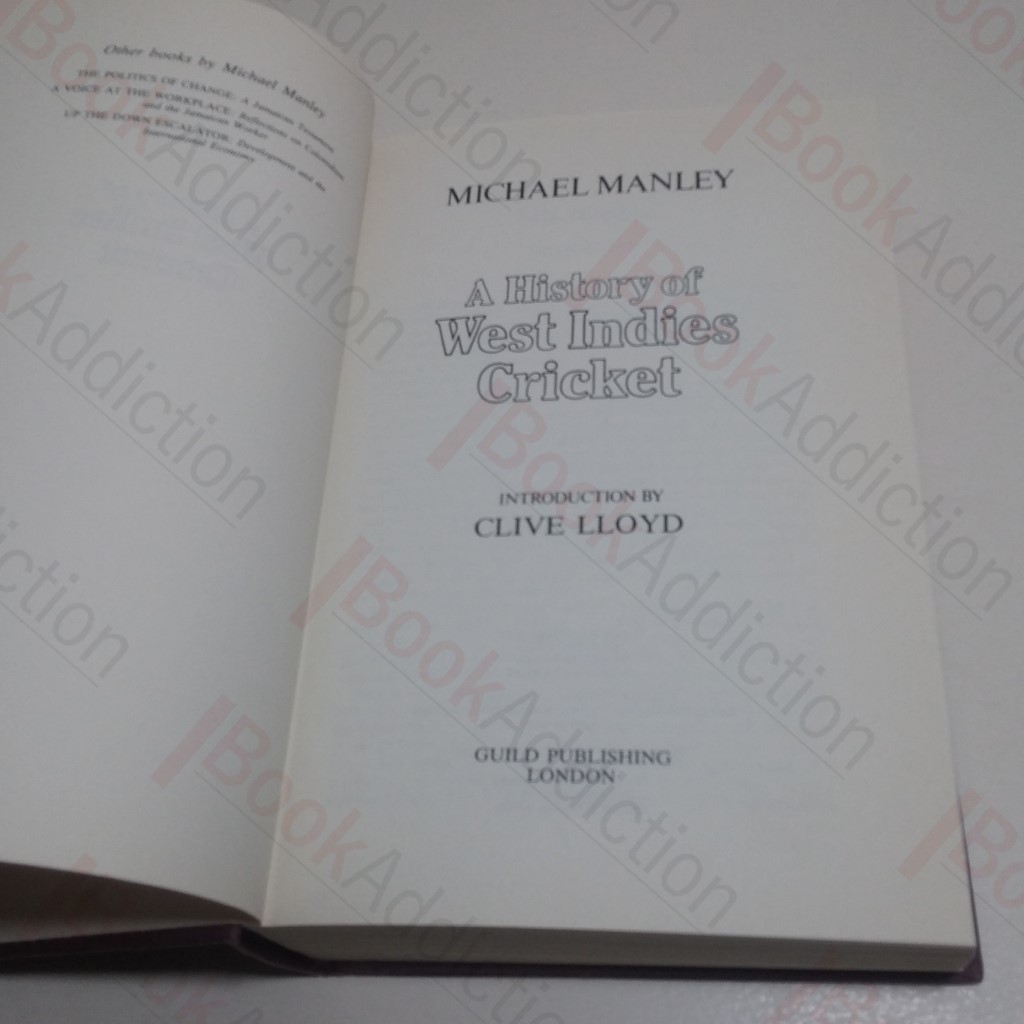 Other books by Michael Manley
THE POLITICS OF CHANGE: A Jamaican Testament
A VOICE AT THE WORKPLACE: Reflections on Colonialism
and the Jamaican Worker
UP THE DOWN ESCALATOR: Development and the
International Economy
MICHAEL MANLEY
A History of
West Indies
Cricket
INTRODUCTION BY
CLIVE LLOYD
GUILD PUBLISHING
LONDON
BookAddiction